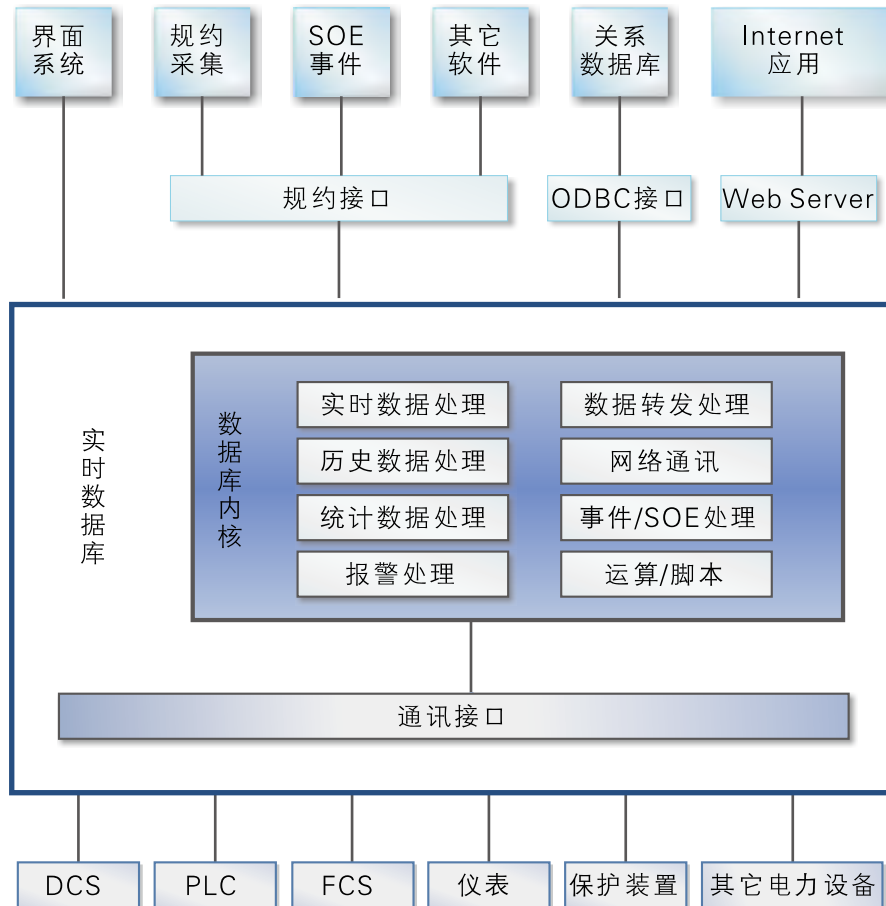 界面
系统
规约
采集
SOE
事件
其它
软件
关系
数据库
Internet
应用
规约接口
ODBC接口
Web Server
实时数据库
数据库内核
实时数据处理
数据转发处理
历史数据处理
网络通讯
统计数据处理
事件/SOE处理
报警处理
运算/脚本
通讯接口
DCS
PLC
FCS
仪表
保护装置
其它电力设备